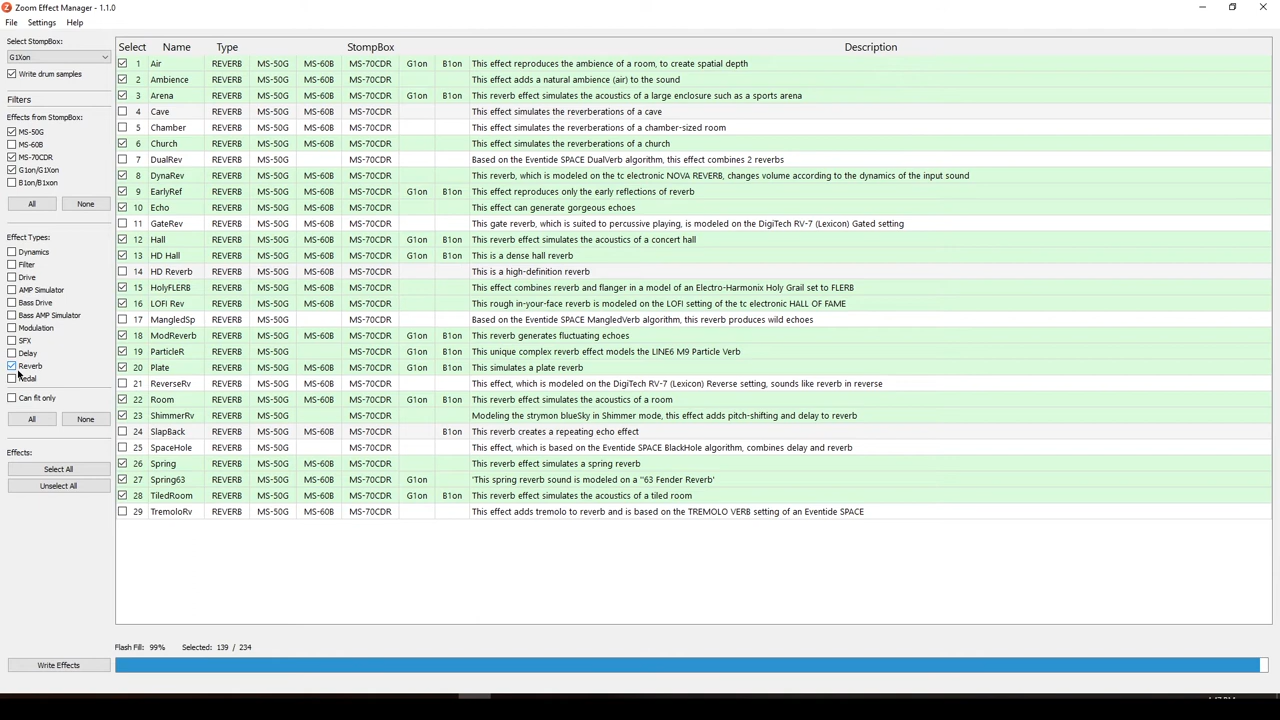 Zoom Effect Manager - 1.1.0
File Settings Help
Select StompBox:
G1Xon
Write drum samples
Filters
Effects from StompBox:
MS-50G
MS-60B
MS-70CDR
G1on/G1Xon
B1on/B1xon
All None
Effect Types:
Dynamics
Filter
Drive
AMP Simulator
Bass Drive
Bass AMP Simulator
Modulation
SFX
Delay
Reverb
Pedal
Can fit only
All None
Effects:
Select All
Unselect All
Write Effects
Select Name Type StompBox Description
1 Air REVERB MS-50G MS-60B MS-70CDR G1on B1on This effect reproduces the ambience of a room, to create spatial depth
2 Ambience REVERB MS-50G MS-60B MS-70CDR This effect adds a natural ambience (air) to the sound
3 Arena REVERB MS-50G MS-60B MS-70CDR G1on B1on This reverb effect simulates the acoustics of a large enclosure such as a sports arena
4 Cave REVERB MS-50G MS-60B MS-70CDR This effect simulates the reverberations of a cave
5 Chamber REVERB MS-50G MS-60B MS-70CDR This effect simulates the reverberations of a chamber-sized room
6 Church REVERB MS-50G MS-60B MS-70CDR This effect simulates the reverberations of a church
7 DualRev REVERB MS-50G MS-70CDR Based on the Eventide SPACE DualVerb algorithm, this effect combines 2 reverbs
8 DynaRev REVERB MS-50G MS-60B MS-70CDR This reverb, which is modeled on the tc electronic NOVA REVERB, changes volume according to the dynamics of the input sound
9 EarlyRef REVERB MS-50G MS-60B MS-70CDR G1on B1on This effect reproduces only the early reflections of reverb
10 Echo REVERB MS-50G MS-60B MS-70CDR This effect can generate gorgeous echoes
11 GateRev REVERB MS-50G MS-60B MS-70CDR This gate reverb, which is suited to percussive playing, is modeled on the DigiTech RV-7 (Lexicon) Gated setting
12 Hall REVERB MS-50G MS-60B MS-70CDR G1on B1on This reverb effect simulates the acoustics of a concert hall
13 HD Hall REVERB MS-50G MS-60B MS-70CDR G1on B1on This is a dense hall reverb
14 HD Reverb REVERB MS-50G MS-60B MS-70CDR This is a high-definition reverb
15 HolyFLERB REVERB MS-50G MS-60B MS-70CDR This effect combines reverb and flanger in a model of an Electro-Harmonix Holy Grail set to FLERB
16 LOFI Rev REVERB MS-50G MS-60B MS-70CDR This rough in-your-face reverb is modeled on the LOFI setting of the tc electronic HALL OF FAME
17 MangledSp REVERB MS-50G MS-70CDR Based on the Eventide SPACE MangledVerb algorithm, this reverb produces wild echoes
18 ModReverb REVERB MS-50G MS-60B MS-70CDR G1on B1on This reverb generates fluctuating echoes
19 ParticleR REVERB MS-50G MS-70CDR G1on B1on This unique complex reverb effect models the LINE6 M9 Particle Verb
20 Plate REVERB MS-50G MS-60B MS-70CDR G1on This simulates a plate reverb
21 ReverseRv REVERB MS-50G MS-70CDR This effect, which is modeled on the DigiTech RV-7 (Lexicon) Reverse setting, sounds like reverb in reverse
22 Room REVERB MS-50G MS-60B MS-70CDR G1on B1on This reverb effect simulates the acoustics of a room
23 ShimmerRv REVERB MS-50G MS-70CDR Modeling the strymon blueSky in Shimmer mode, this effect adds pitch-shifting and delay to reverb
24 SlapBack REVERB MS-50G MS-60B MS-70CDR B1on This reverb creates a repeating echo effect
25 SpaceHole REVERB MS-50G MS-70CDR This effect, which is based on the Eventide SPACE BlackHole algorithm, combines delay and reverb
26 Spring REVERB MS-50G MS-60B MS-70CDR This reverb effect simulates a spring reverb
27 Spring63 REVERB MS-50G MS-60B MS-70CDR G1on 'This spring reverb sound is modeled on a "63 Fender Reverb'
28 TiledRoom REVERB MS-50G MS-60B MS-70CDR G1on B1on This reverb effect simulates the acoustics of a tiled room
29 TremoloRv REVERB MS-50G MS-60B MS-70CDR This effect adds tremolo to reverb and is based on the TREMOLO VERB setting of an Eventide SPACE
Flash Fill: 99% Selected: 139 / 234